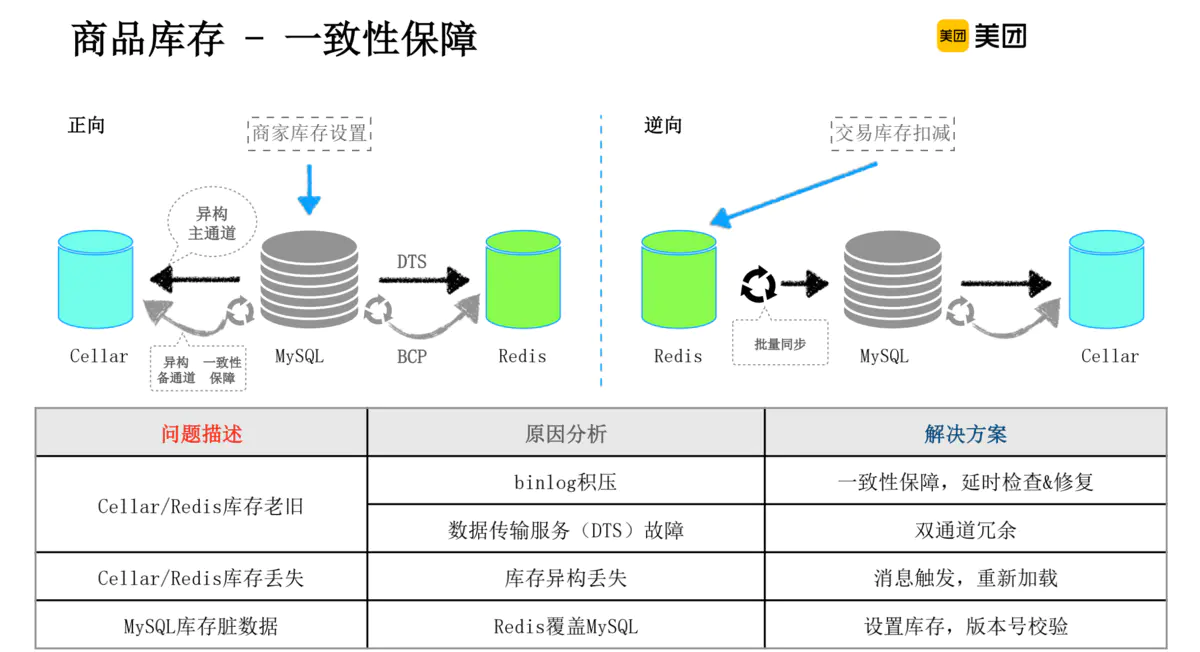 商品库存 - 一致性保障
美团 美团
正向
商家库存设置
异构
主通道
DTS
Cellar
MySQL
BCP
Redis
异构 一致性
备通道 保障
逆向
交易库存扣减
批量同步
Redis
MySQL
Cellar
问题描述 原因分析 解决方案
Cellar/Redis库存老旧
binlog积压 一致性保障，延时检查&修复
数据传输服务（DTS）故障 双通道冗余
Cellar/Redis库存丢失 库存异构丢失 消息触发，重新加载
MySQL库存脏数据 Redis覆盖MySQL 设置库存，版本号校验